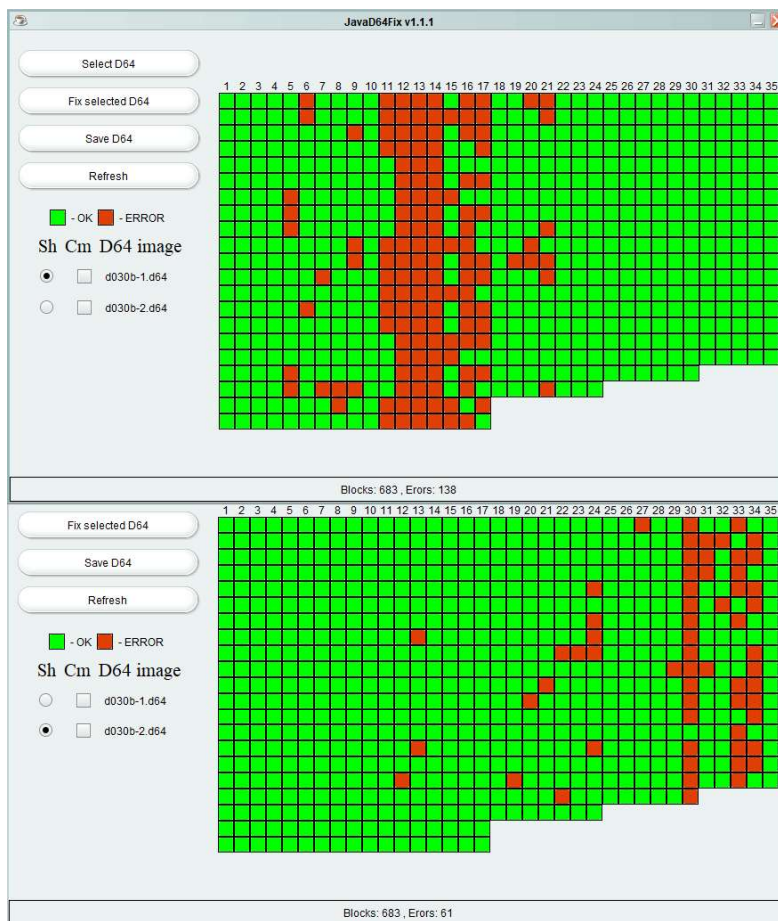 JavaD64Fix v1.1.1
Select D64
1 2 3 4 5 6 7 8 9 10 11 12 13 14 15 16 17 18 19 20 21 22 23 24 25 26 27 28 29 30 31 32 33 34 35
Fix selected D64
Save D64
Refresh
- OK - ERROR
Sh Cm D64 image
d030b-1.d64
d030b-2.d64
Blocks: 683 , Erors: 138
1 2 3 4 5 6 7 8 9 10 11 12 13 14 15 16 17 18 19 20 21 22 23 24 25 26 27 28 29 30 31 32 33 34 35
Fix selected D64
Save D64
Refresh
- OK - ERROR
Sh Cm D64 image
d030b-1.d64
d030b-2.d64
Blocks: 683 , Erors: 61